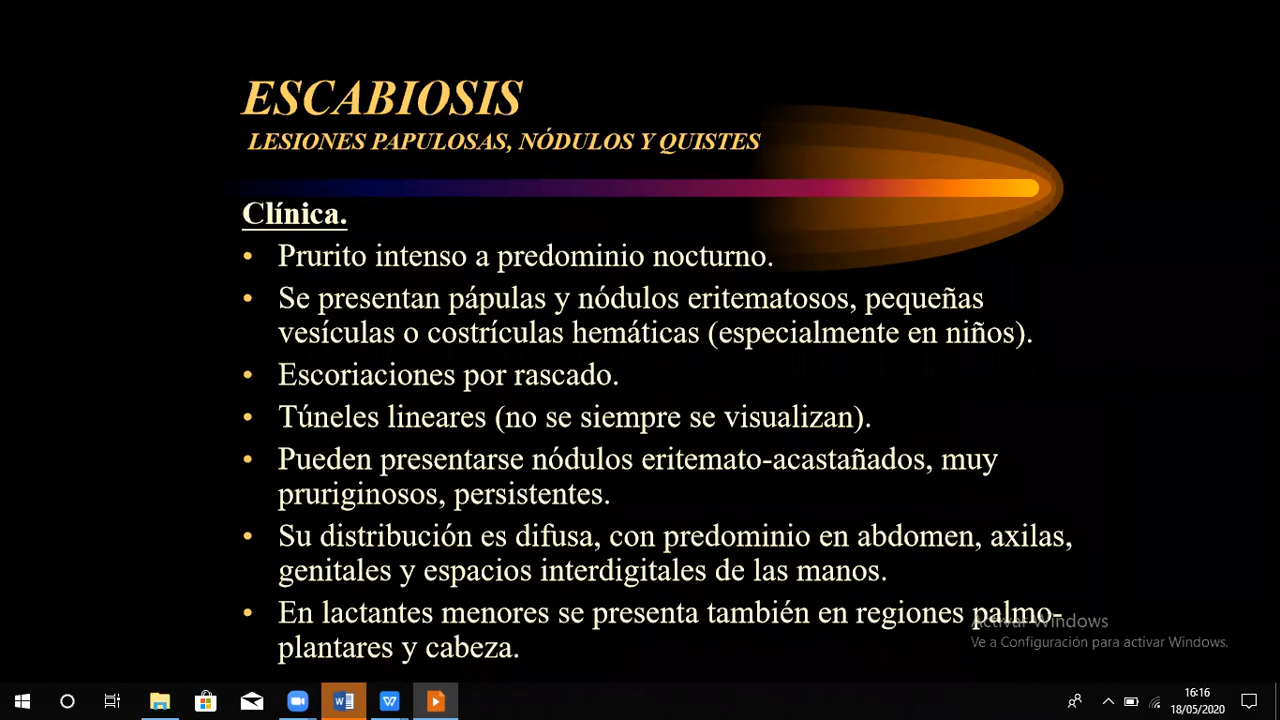 ESCABIOSIS
LESIONES PAPULOSAS, NÓDULOS Y QUISTES
Clínica.
• Prurito intenso a predominio nocturno.
• Se presentan pápulas y nódulos eritematosos, pequeñas
vesículas o costrículas hemáticas (especialmente en niños).
• Escoriaciones por rascado.
• Túneles lineares (no se siempre se visualizan).
• Pueden presentarse nódulos eritemato-acastañados, muy
pruriginosos, persistentes.
• Su distribución es difusa, con predominio en abdomen, axilas,
genitales y espacios interdigitales de las manos.
• En lactantes menores se presenta también en regiones palmo-
plantares y cabeza.
Activar Windows
Ve a Configuración para activar Windows.
16:16
18/05/2020